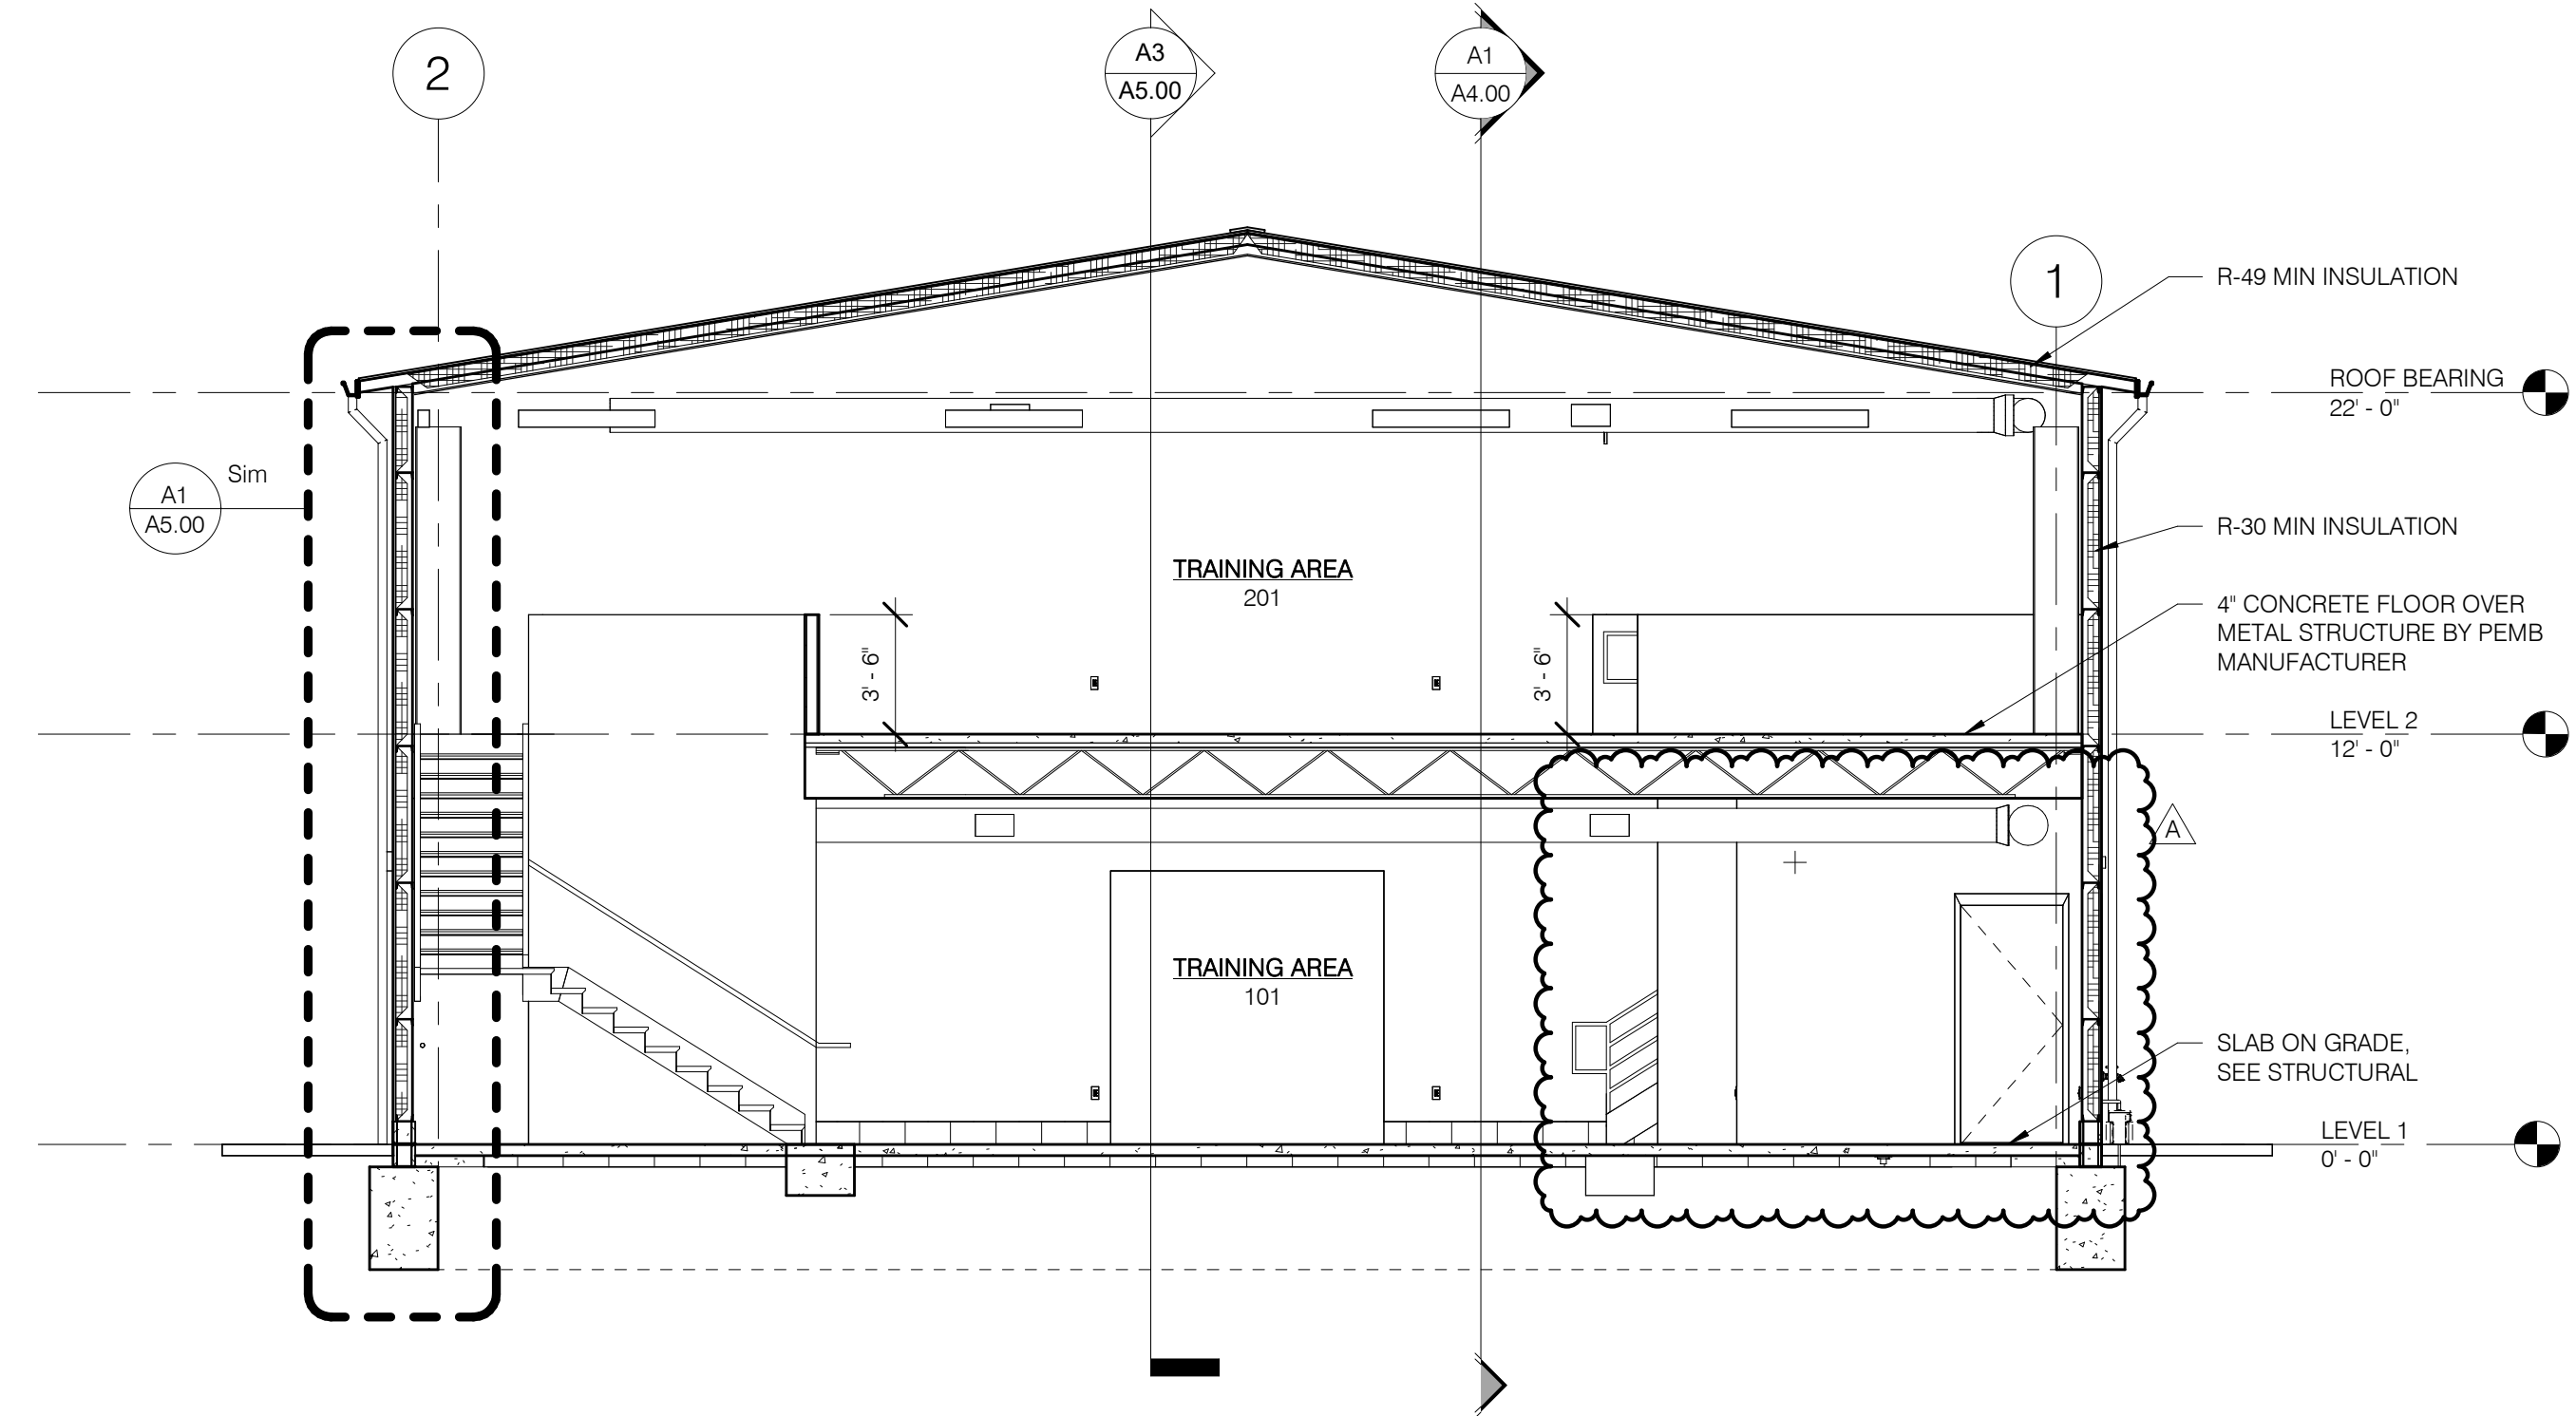 2
A3
A5.00
A1
A4.00
1
R-49 MIN INSULATION
ROOF BEARING
22' - 0"
Sim
A1
A5.00
R-30 MIN INSULATION
TRAINING AREA
201
4" CONCRETE FLOOR OVER
METAL STRUCTURE BY PEMB
MANUFACTURER
3' - 6"
3' - 6"
LEVEL 2
12' - 0"
A
TRAINING AREA
101
SLAB ON GRADE,
SEE STRUCTURAL
LEVEL 1
0' - 0"